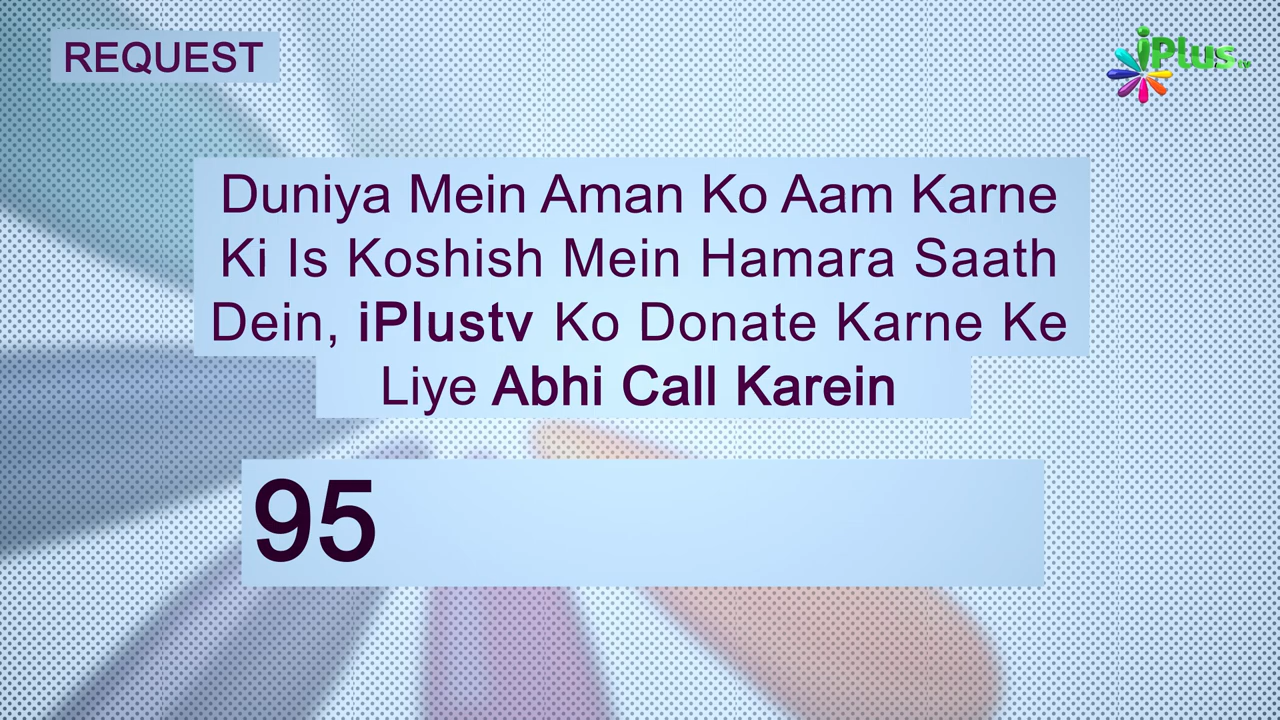 REQUEST
iPlus tv
Duniya Mein Aman Ko Aam Karne
Ki Is Koshish Mein Hamara Saath
Dein, iPlustv Ko Donate Karne Ke
Liye Abhi Call Karein
95